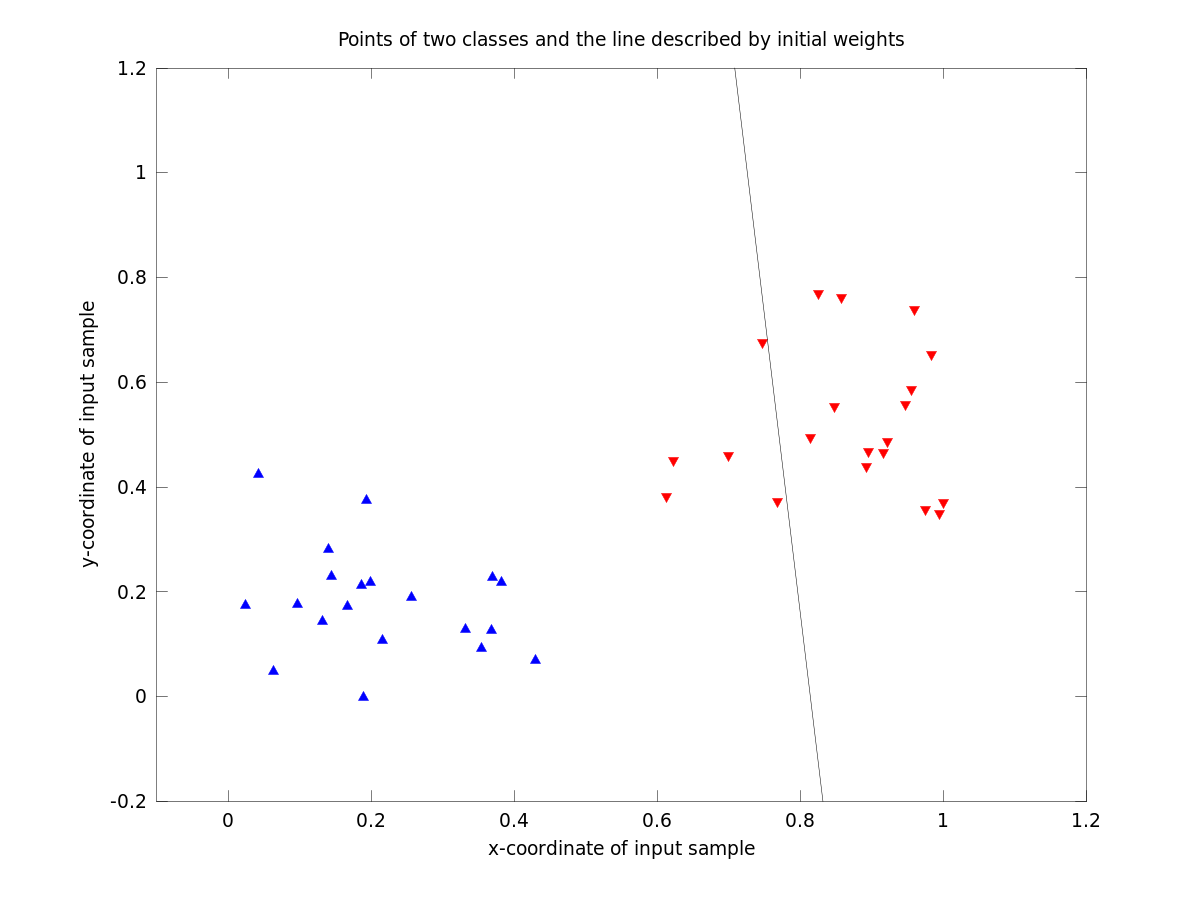 Points of two classes and the line described by initial weights
1.2
1
0.8
0.6
0.4
0.2
0
-0.2
y-coordinate of input sample
0 0.2 0.4 0.6 0.8 1 1.2
x-coordinate of input sample